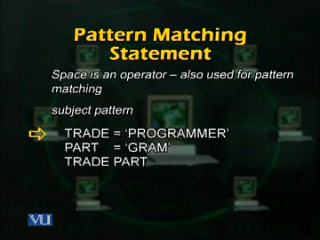 Pattern Matching
Statement
Space is an operator – also used for pattern
matching
subject pattern
TRADE = ‘PROGRAMMER’
PART = ‘GRAM’
TRADE PART
VU